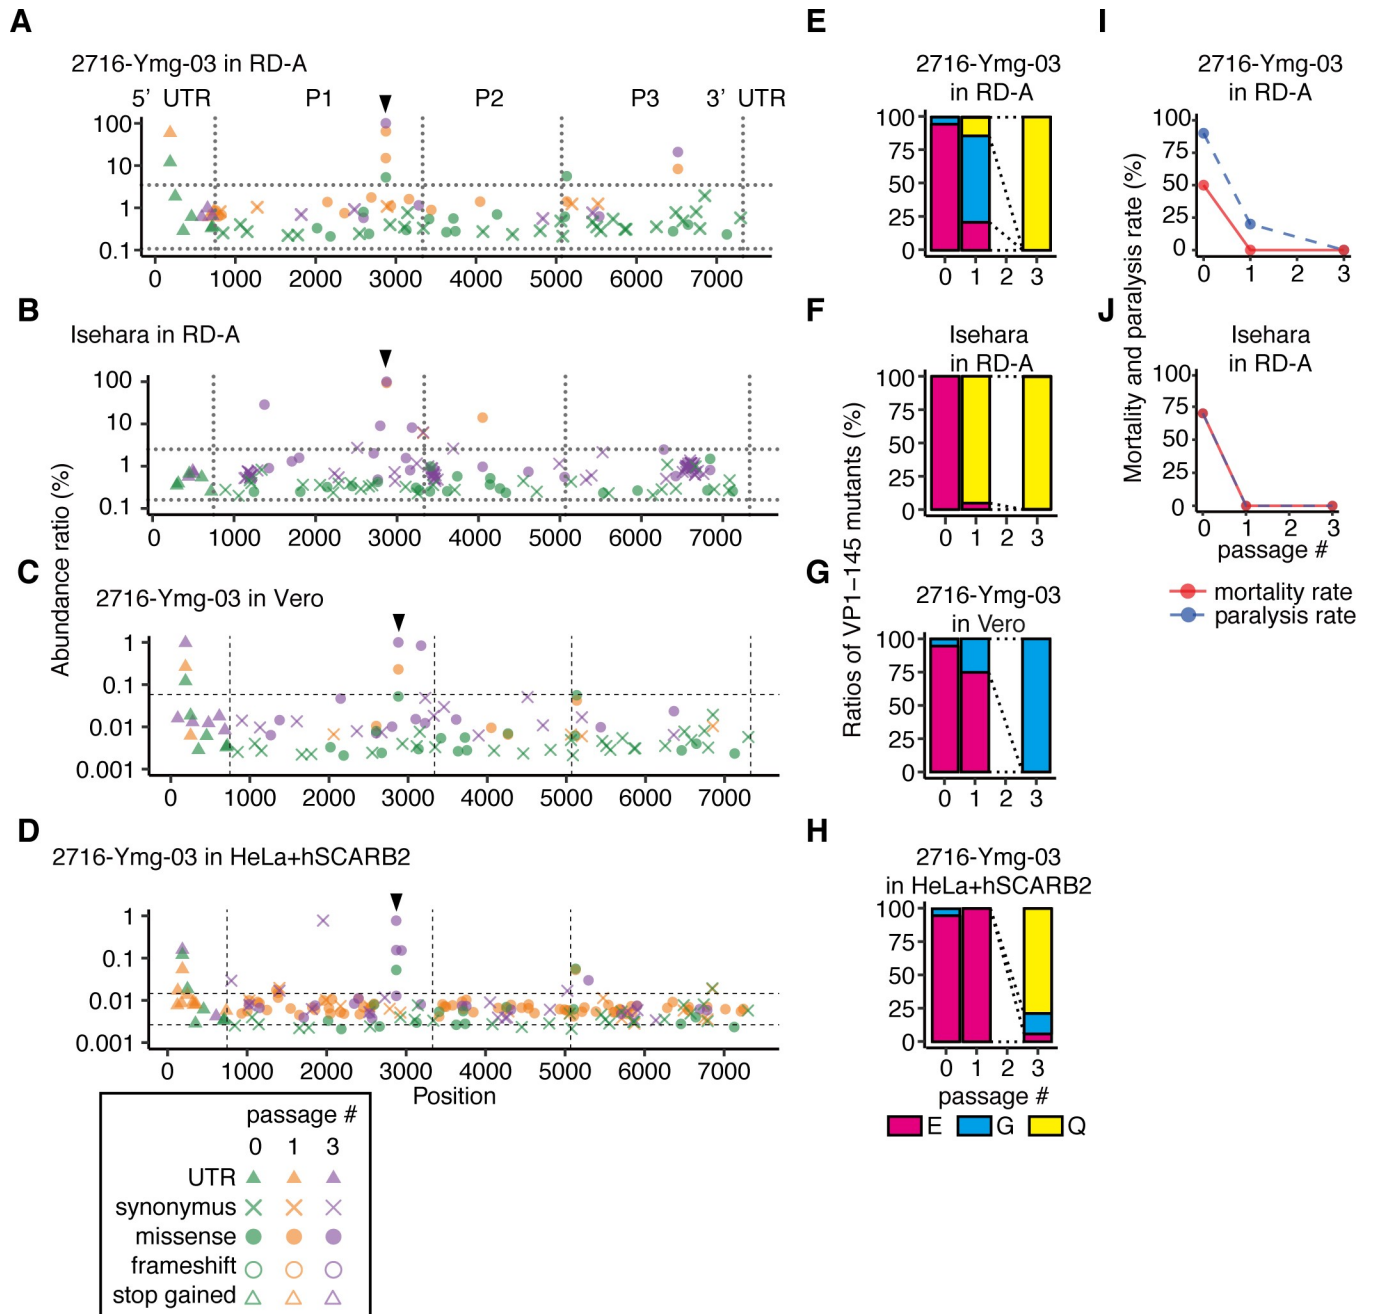 A
2716-Ymg-03 in RD-A
5’ UTR P1 P2 P3 3’ UTR
100
10
1
0.1
0 1000 2000 3000 4000 5000 6000 7000
B
Isehara in RD-A
100
10
1
0.1
0 1000 2000 3000 4000 5000 6000 7000
C
2716-Ymg-03 in Vero
1
0.1
0.01
0.001
0 1000 2000 3000 4000 5000 6000 7000
D
2716-Ymg-03 in HeLa+hSCARB2
1
0.1
0.01
0.001
0 1000 2000 3000 4000 5000 6000 7000
Position
Abundance ratio (%)
passage #
0 1 3
UTR
synonymus
missense
frameshift
stop gained
E
2716-Ymg-03
in RD-A
100
75
50
25
0
0 1 2 3
F
Isehara
in RD-A
100
75
50
25
0
0 1 2 3
G
2716-Ymg-03
in Vero
100
75
50
25
0
0 1 2 3
H
2716-Ymg-03
in HeLa+hSCARB2
100
75
50
25
0
0 1 2 3
passage #
E G Q
Ratios of VP1−145 mutants (%)
I
2716-Ymg-03
in RD-A
100
75
50
25
0
0 1 2 3
J
Isehara
in RD-A
100
75
50
25
0
0 1 2 3
passage #
mortality rate
paralysis rate
Mortality and paralysis rate (%)